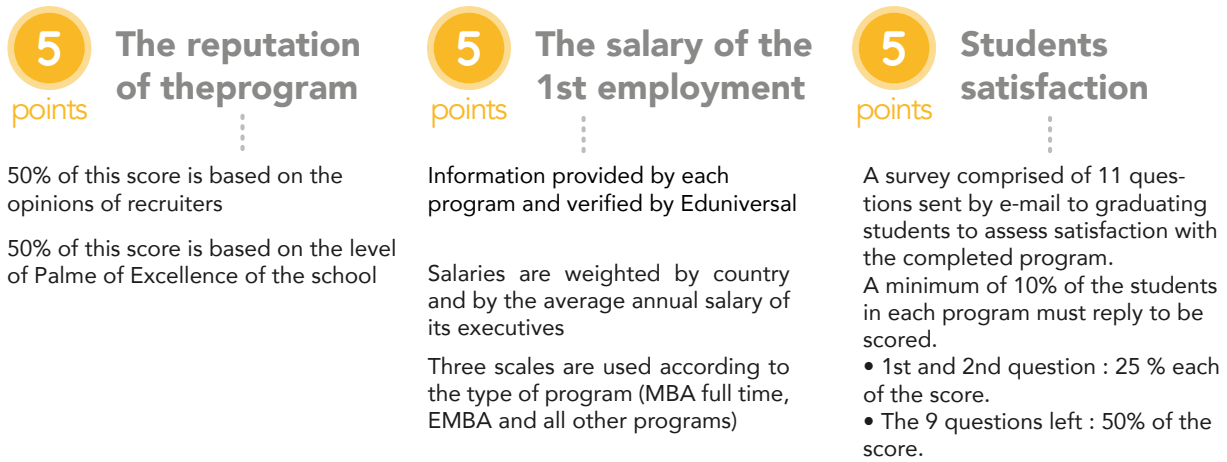 5
points
The reputation
of theprogram
50% of this score is based on the
opinions of recruiters
50% of this score is based on the level
of Palme of Excellence of the school
5
points
The salary of the
1st employment
Information provided by each
program and verified by Eduniversal
Salaries are weighted by country
and by the average annual salary of
its executives
Three scales are used according to
the type of program (MBA full time,
EMBA and all other programs)
5
points
Students
satisfaction
A survey comprised of 11 ques-
tions sent by e-mail to graduating
students to assess satisfaction with
the completed program.
A minimum of 10% of the students
in each program must reply to be
scored.
• 1st and 2nd question : 25 % each
of the score.
• The 9 questions left : 50% of the
score.